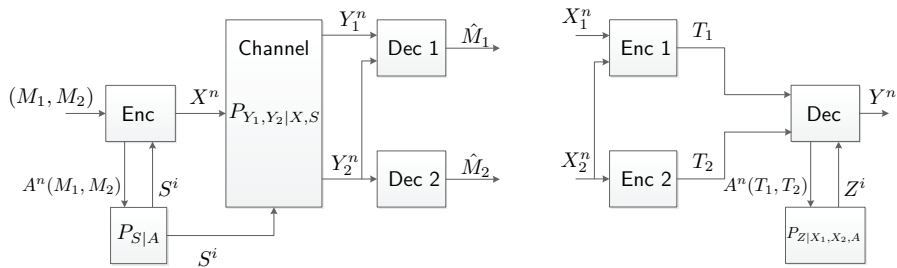 (M_1, M_2)
Enc
X^n
A^n(M_1, M_2)
S^i
P_{S|A}
S^i
Channel
P_{Y_1,Y_2|X,S}
Y_1^n
Dec 1
\hat{M}_1
Y_2^n
Dec 2
\hat{M}_2
X_1^n
Enc 1
T_1
X_2^n
Enc 2
T_2
Dec
Y^n
A^n(T_1, T_2)
Z^i
P_{Z|X_1,X_2,A}